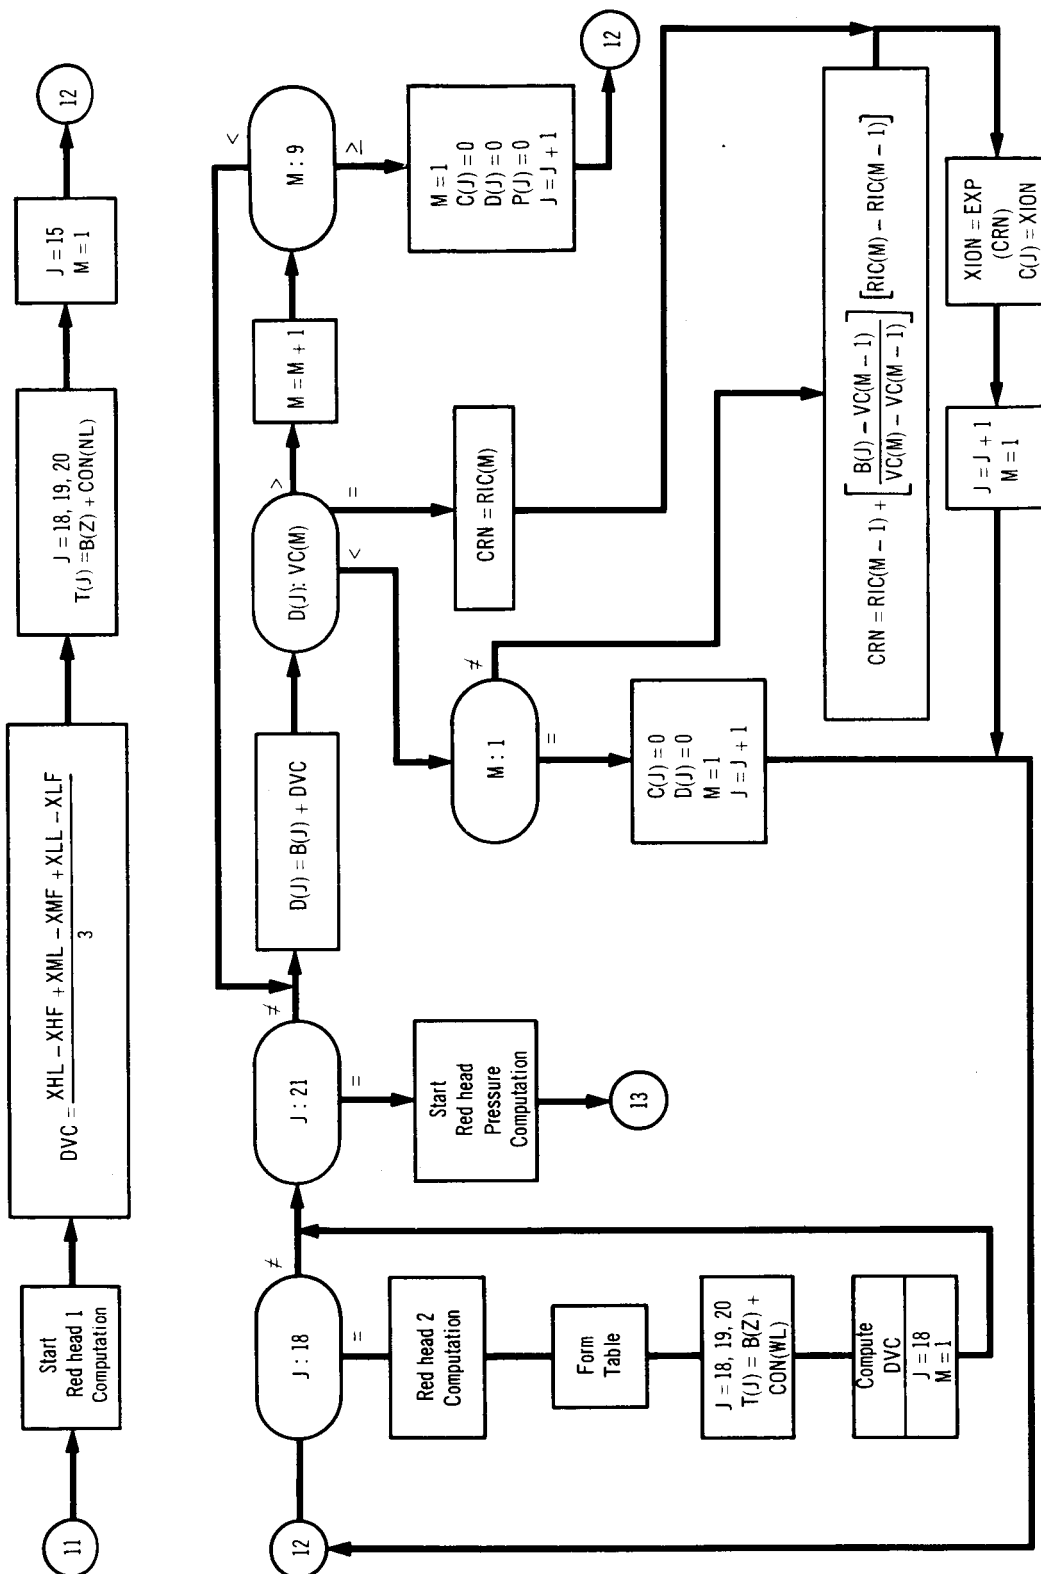 11
Start
Red head 1
Computation
DVC = XHL - XHF + XML - XMF + XLL - XLF
3
J = 18, 19, 20
T(J) = B(Z) + CON(NL)
J = 15
M = 1
12
12
J : 18
≠
=
Red head 2
Computation
Form
Table
J = 18, 19, 20
T(J) = B(Z) +
CON(WL)
Compute
DVC
J = 18
M = 1
J : 21
≠
=
Start
Red head
Pressure
Computation
13
D(J) = B(J) + DVC
D(J): VC(M)
>
=
<
M = M + 1
M : 9
<
≥
M = 1
C(J) = 0
D(J) = 0
P(J) = 0
J = J + 1
12
CRN = RIC(M)
M : 1
≠
=
C(J) = 0
D(J) = 0
M = 1
J = J + 1
CRN = RIC(M - 1) + [B(J) - VC(M - 1)] [RIC(M) - RIC(M - 1)]
VC(M) - VC(M - 1)
XION = EXP
(CRN)
C(J) = XION
J = J + 1
M = 1